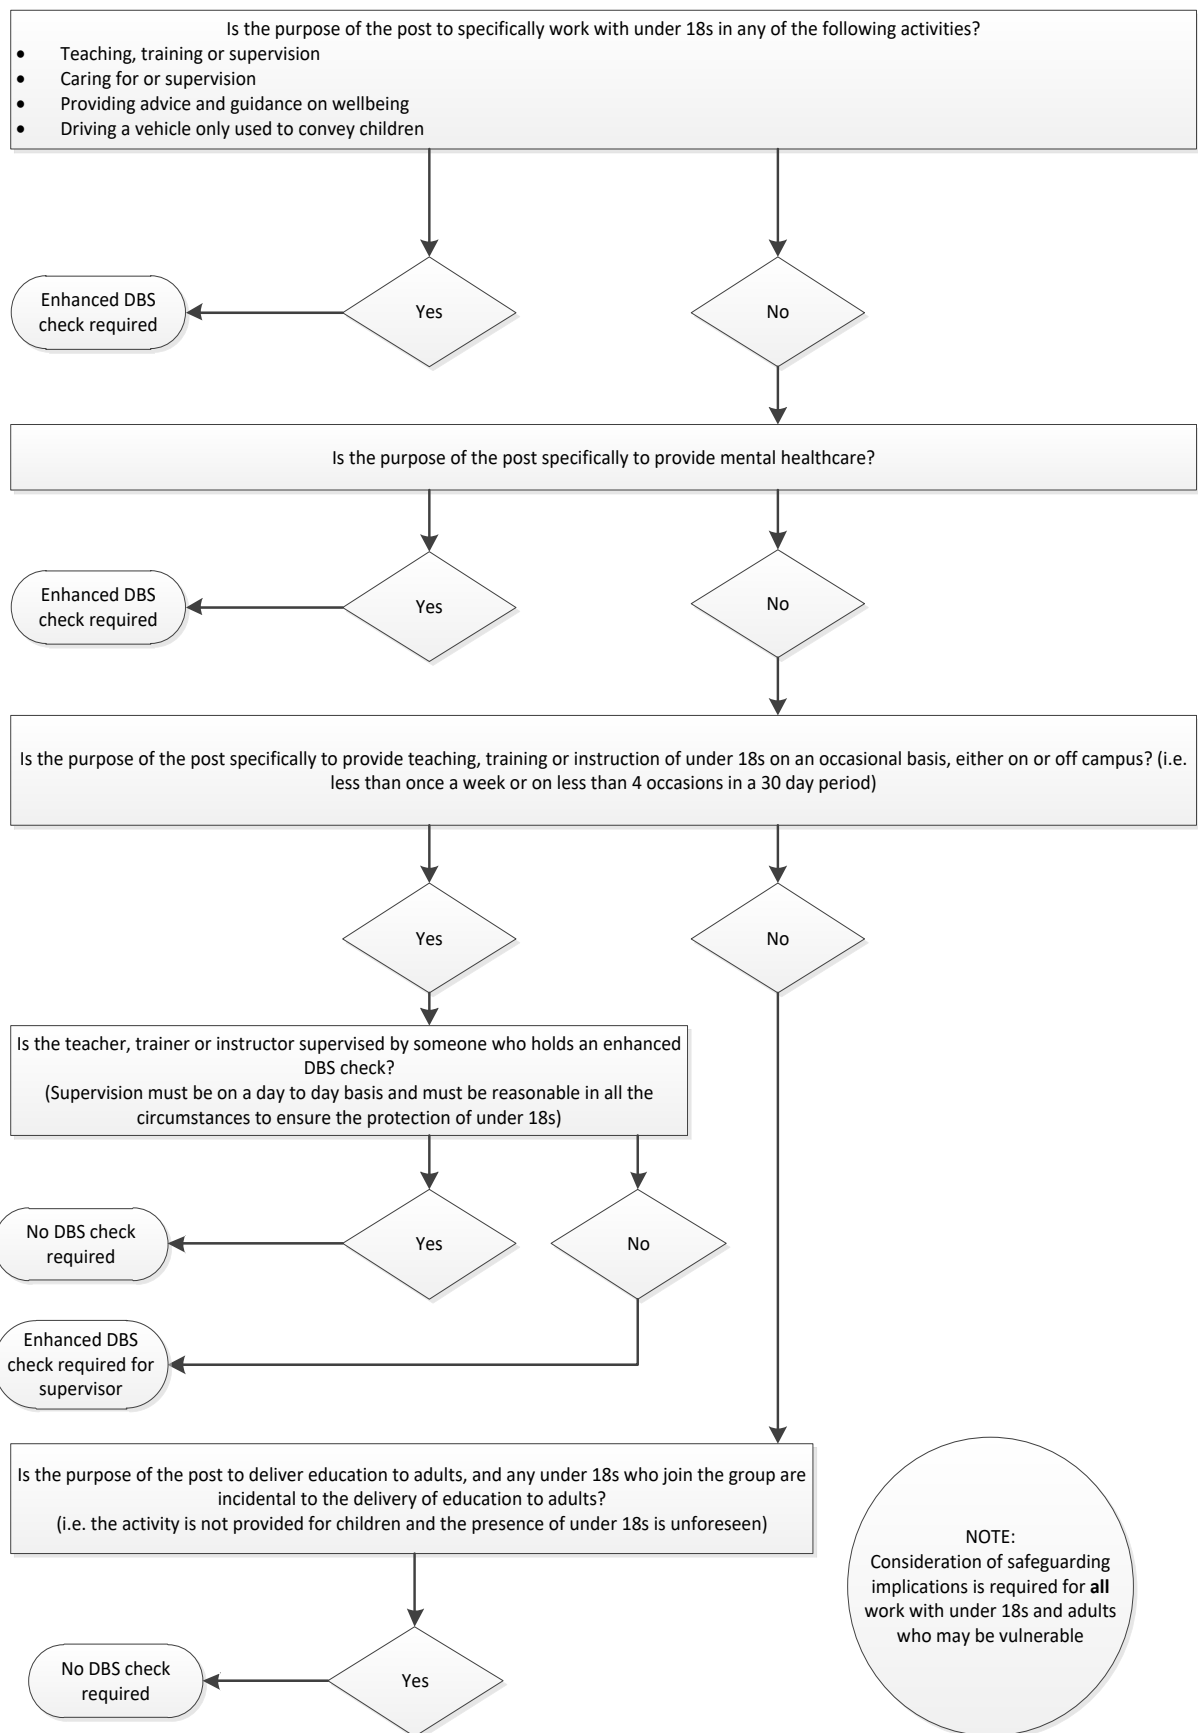 Is the purpose of the post to specifically work with under 18s in any of the following activities?
• Teaching, training or supervision
• Caring for or supervision
• Providing advice and guidance on wellbeing
• Driving a vehicle only used to convey children
Enhanced DBS
check required
Yes
No
Is the purpose of the post specifically to provide mental healthcare?
Enhanced DBS
check required
Yes
No
Is the purpose of the post specifically to provide teaching, training or instruction of under 18s on an occasional basis, either on or off campus? (i.e.
less than once a week or on less than 4 occasions in a 30 day period)
Yes
No
Is the teacher, trainer or instructor supervised by someone who holds an enhanced
DBS check?
(Supervision must be on a day to day basis and must be reasonable in all the
circumstances to ensure the protection of under 18s)
No DBS check
required
Yes
No
Enhanced DBS
check required for
supervisor
Is the purpose of the post to deliver education to adults, and any under 18s who join the group are
incidental to the delivery of education to adults?
(i.e. the activity is not provided for children and the presence of under 18s is unforeseen)
NOTE:
Consideration of safeguarding
implications is required for all
work with under 18s and adults
who may be vulnerable
No DBS check
required
Yes